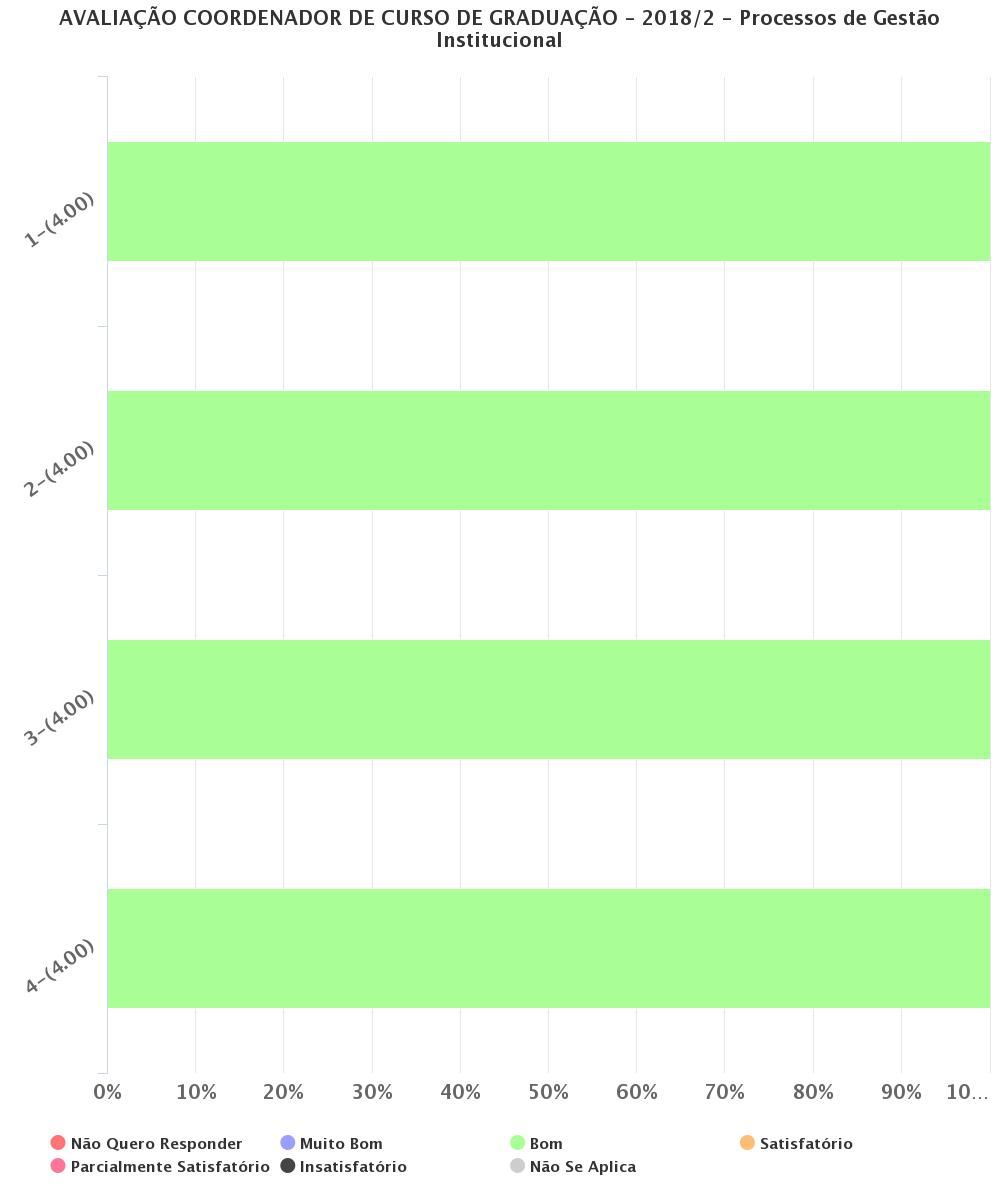 AVALIAÇÃO COORDENADOR DE CURSO DE GRADUAÇÃO - 2018/2 - Processos de Gestão
Institucional
1-(4.00)
2-(4.00)
3-(4.00)
4-(4.00)
0% 10% 20% 30% 40% 50% 60% 70% 80% 90% 10...
Não Quero Responder Muito Bom Bom Satisfatório
Parcialmente Satisfatório Insatisfatório Não Se Aplica